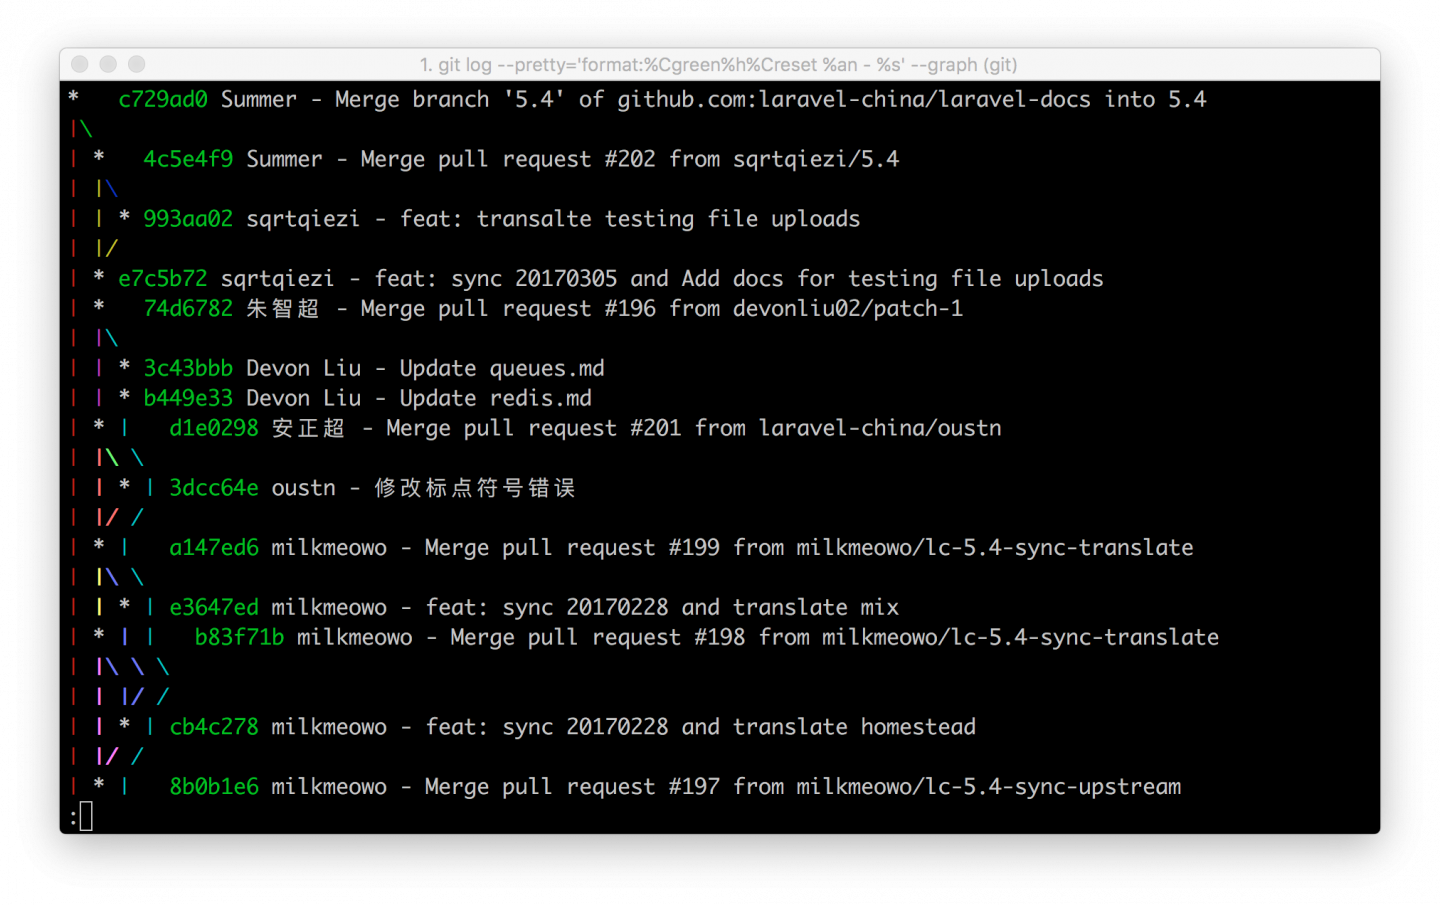 1. git log --pretty='format:%Cgreen%h%Creset %an - %s' --graph (git)
*   c729ad0 Summer - Merge branch '5.4' of github.com:laravel-china/laravel-docs into 5.4
|\
| *   4c5e4f9 Summer - Merge pull request #202 from sqrtqiezi/5.4
| |\
| | * 993aa02 sqrtqiezi - feat: transalte testing file uploads
| |/
| * e7c5b72 sqrtqiezi - feat: sync 20170305 and Add docs for testing file uploads
| *   74d6782 朱智超 - Merge pull request #196 from devonliu02/patch-1
| |\
| | * 3c43bbb Devon Liu - Update queues.md
| | * b449e33 Devon Liu - Update redis.md
| * |   d1e0298 安正超 - Merge pull request #201 from laravel-china/oustn
| |\ \
| | * | 3dcc64e oustn - 修改标点符号错误
| |/ /
| * |   a147ed6 milkmeowo - Merge pull request #199 from milkmeowo/lc-5.4-sync-translate
| |\ \
| | * | e3647ed milkmeowo - feat: sync 20170228 and translate mix
| * | |   b83f71b milkmeowo - Merge pull request #198 from milkmeowo/lc-5.4-sync-translate
| |\ \ \
| | |/ /
| | * | cb4c278 milkmeowo - feat: sync 20170228 and translate homestead
| |/ /
| * |   8b0b1e6 milkmeowo - Merge pull request #197 from milkmeowo/lc-5.4-sync-upstream
: